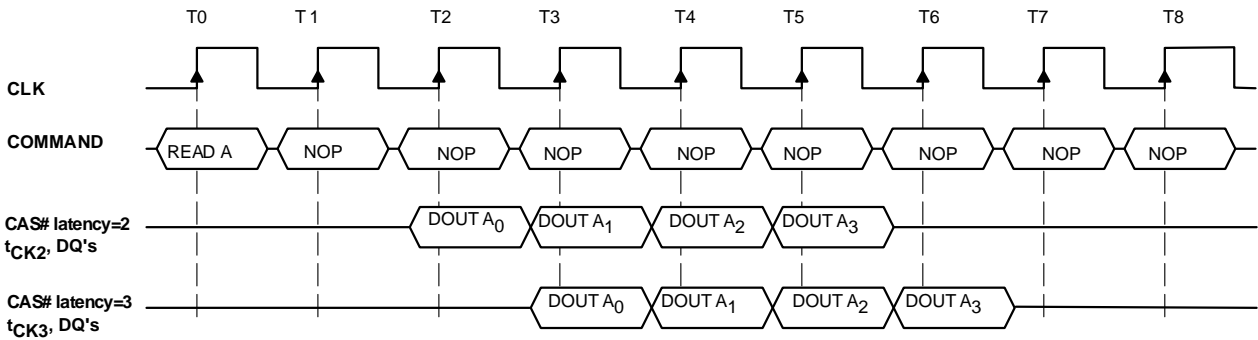 T0 T1 T2 T3 T4 T5 T6 T7 T8
CLK
COMMAND READ A NOP NOP NOP NOP NOP NOP NOP NOP
CAS# latency=2 DOUT A0 DOUT A1 DOUT A2 DOUT A3
tCK2, DQ's
CAS# latency=3 DOUT A0 DOUT A1 DOUT A2 DOUT A3
tCK3, DQ's